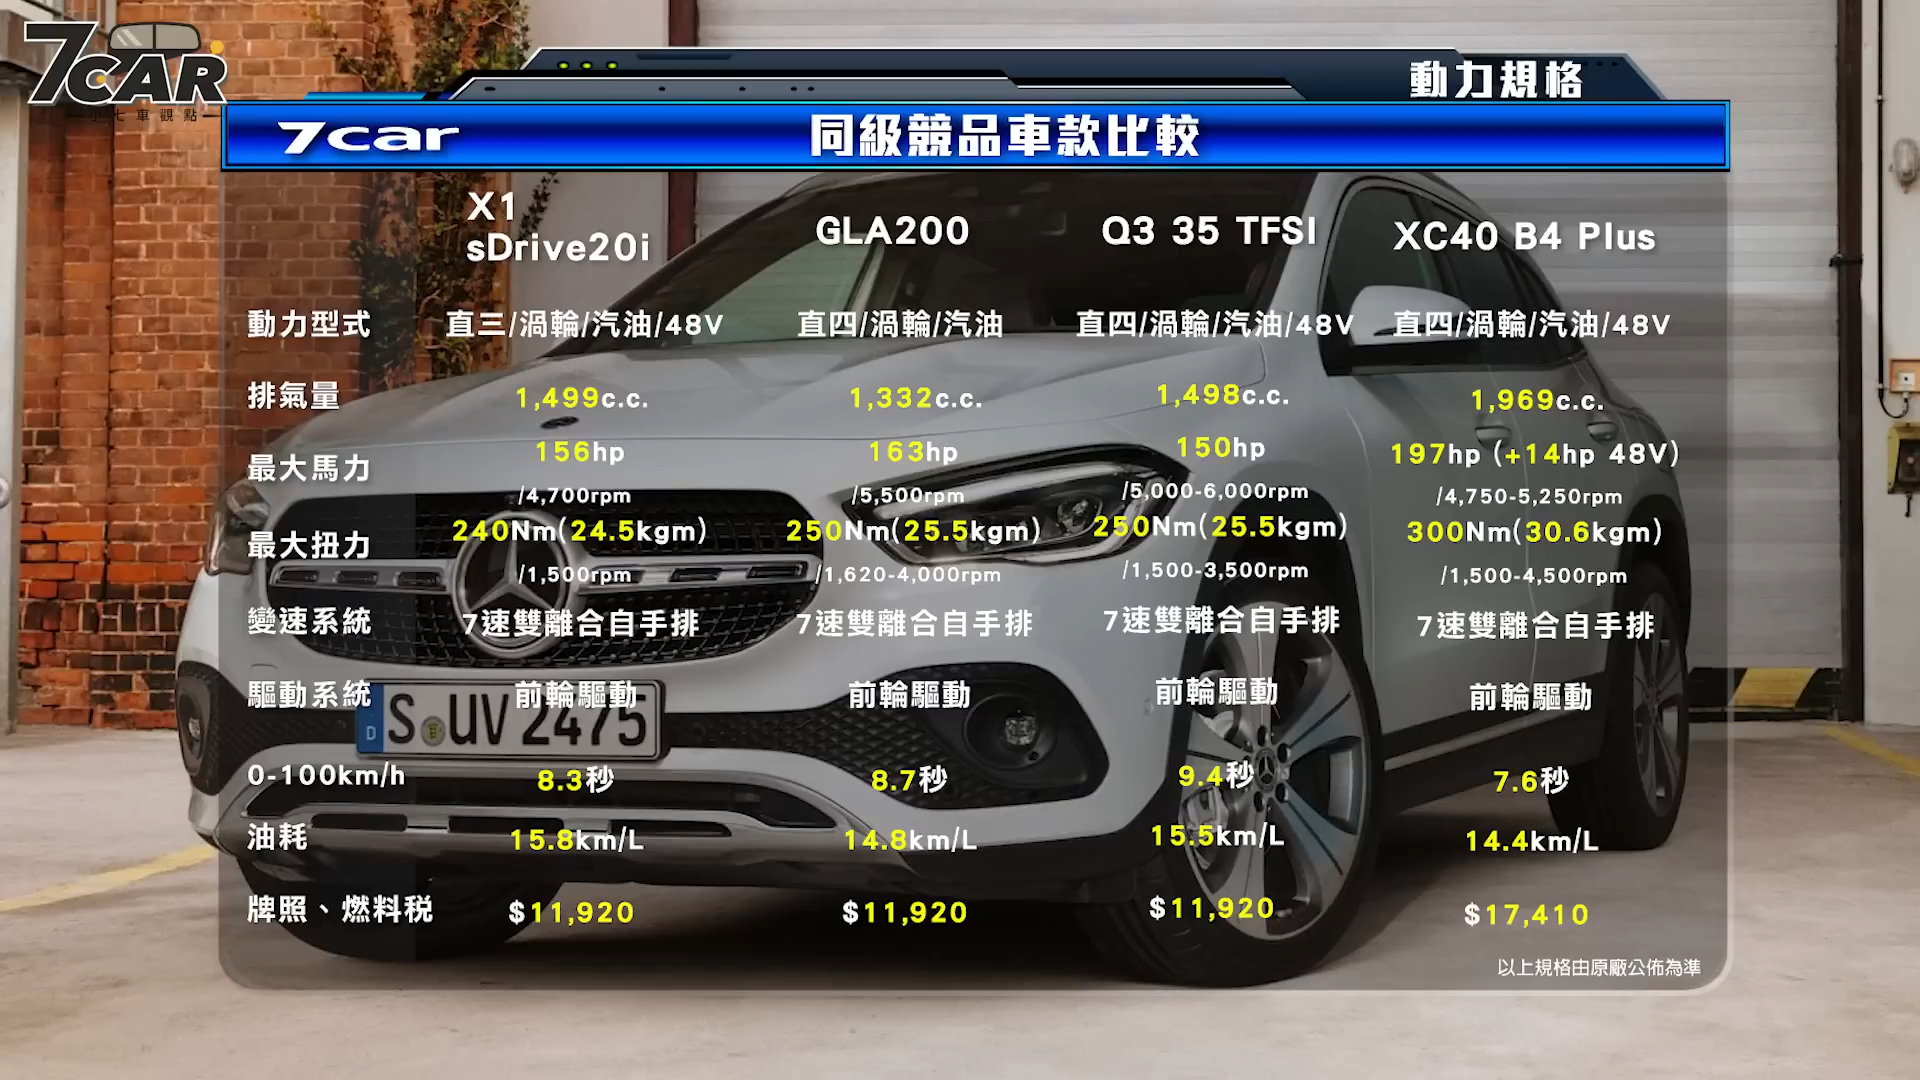 7CAR
小七車觀點
動力規格
7car 同級競品車款比較
X1 sDrive20i GLA200 Q3 35 TFSI XC40 B4 Plus
動力型式 直三/渦輪/汽油/48V 直四/渦輪/汽油 直四/渦輪/汽油/48V 直四/渦輪/汽油/48V
排氣量 1,499c.c. 1,332c.c. 1,498c.c. 1,969c.c.
最大馬力 156hp 163hp 150hp 197hp (+14hp 48V)
/4,700rpm /5,500rpm /5,000-6,000rpm /4,750-5,250rpm
最大扭力 240Nm(24.5kgm) 250Nm(25.5kgm) 250Nm(25.5kgm) 300Nm(30.6kgm)
/1,500rpm /1,620-4,000rpm /1,500-3,500rpm /1,500-4,500rpm
變速系統 7速雙離合自手排 7速雙離合自手排 7速雙離合自手排 7速雙離合自手排
驅動系統 前輪驅動 前輪驅動 前輪驅動 前輪驅動
D S UV 2475
0-100km/h 8.3秒 8.7秒 9.4秒 7.6秒
油耗 15.8km/L 14.8km/L 15.5km/L 14.4km/L
牌照、燃料稅 $11,920 $11,920 $11,920 $17,410
以上規格由原廠公佈為準